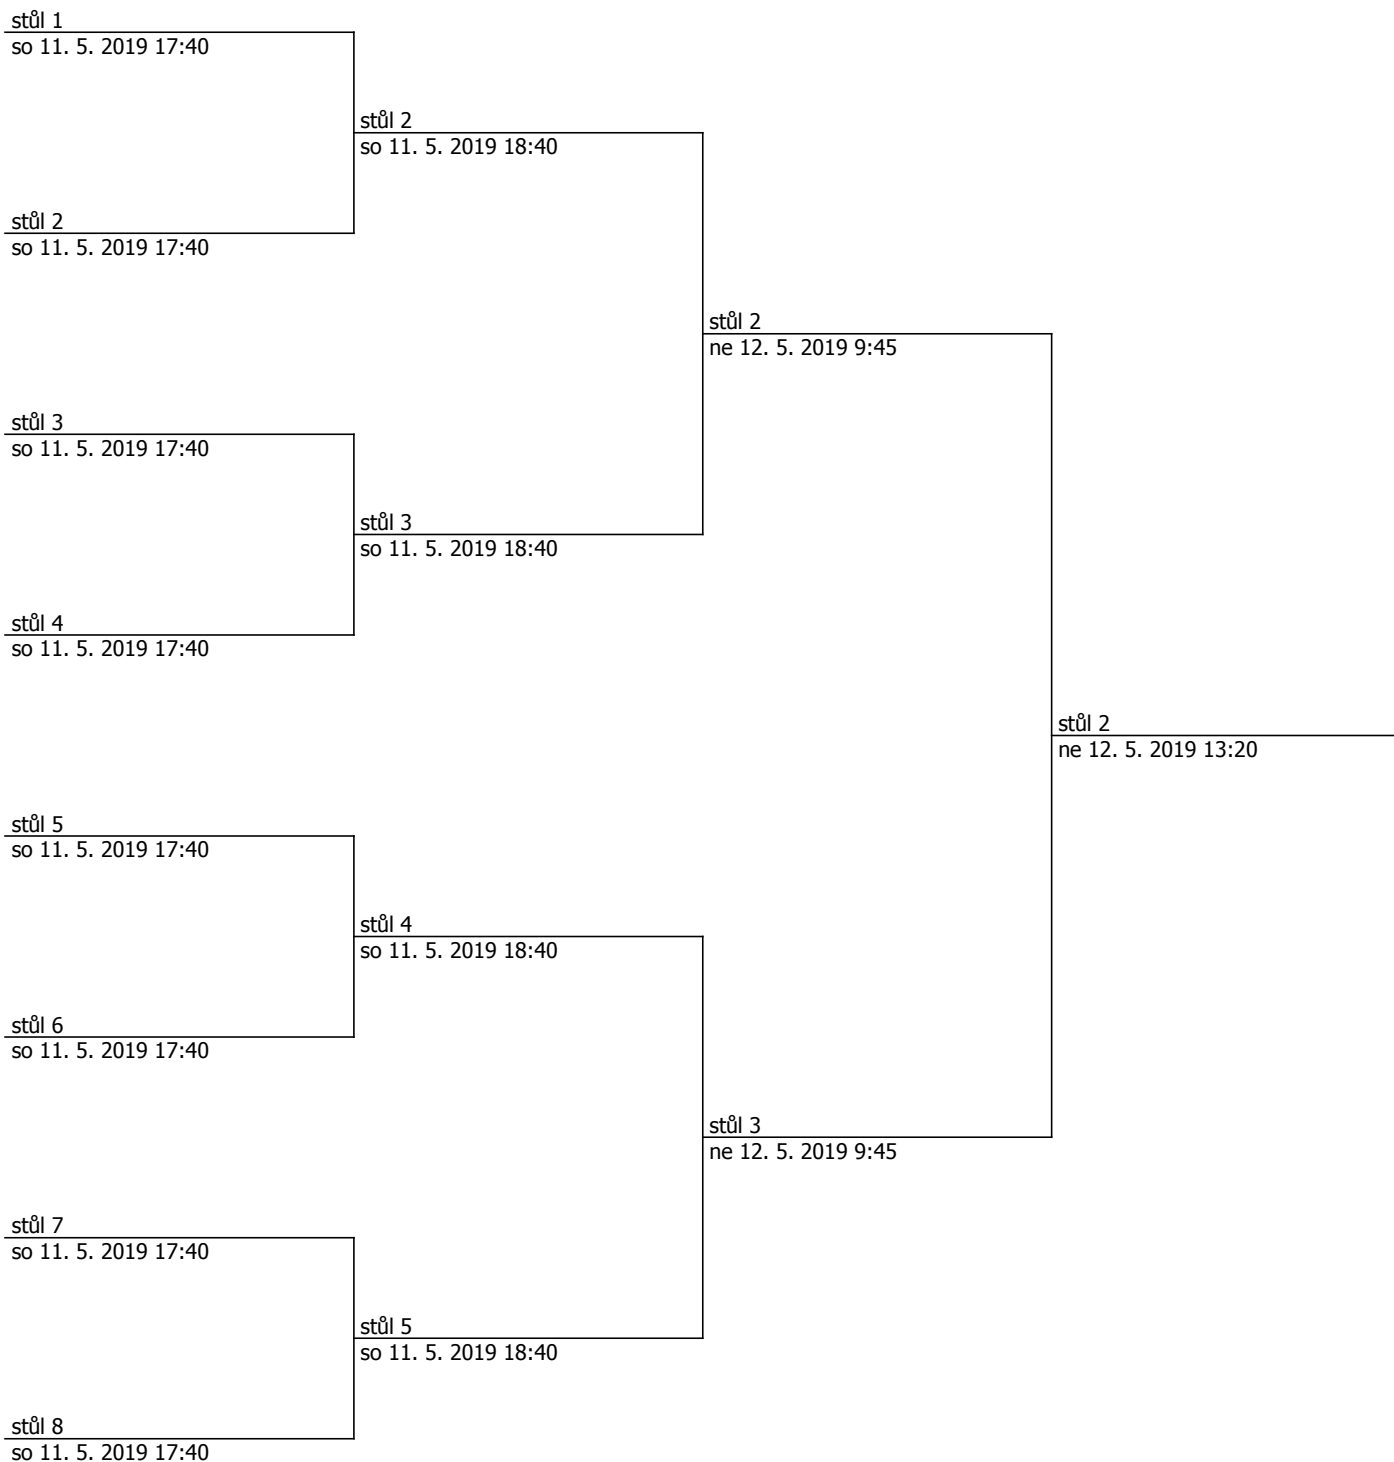 stůl 1
so 11. 5. 2019 17:40
stůl 2
so 11. 5. 2019 18:40
stůl 2
so 11. 5. 2019 17:40
stůl 2
ne 12. 5. 2019 9:45
stůl 3
so 11. 5. 2019 17:40
stůl 3
so 11. 5. 2019 18:40
stůl 4
so 11. 5. 2019 17:40
stůl 2
ne 12. 5. 2019 13:20
stůl 5
so 11. 5. 2019 17:40
stůl 4
so 11. 5. 2019 18:40
stůl 6
so 11. 5. 2019 17:40
stůl 3
ne 12. 5. 2019 9:45
stůl 7
so 11. 5. 2019 17:40
stůl 5
so 11. 5. 2019 18:40
stůl 8
so 11. 5. 2019 17:40